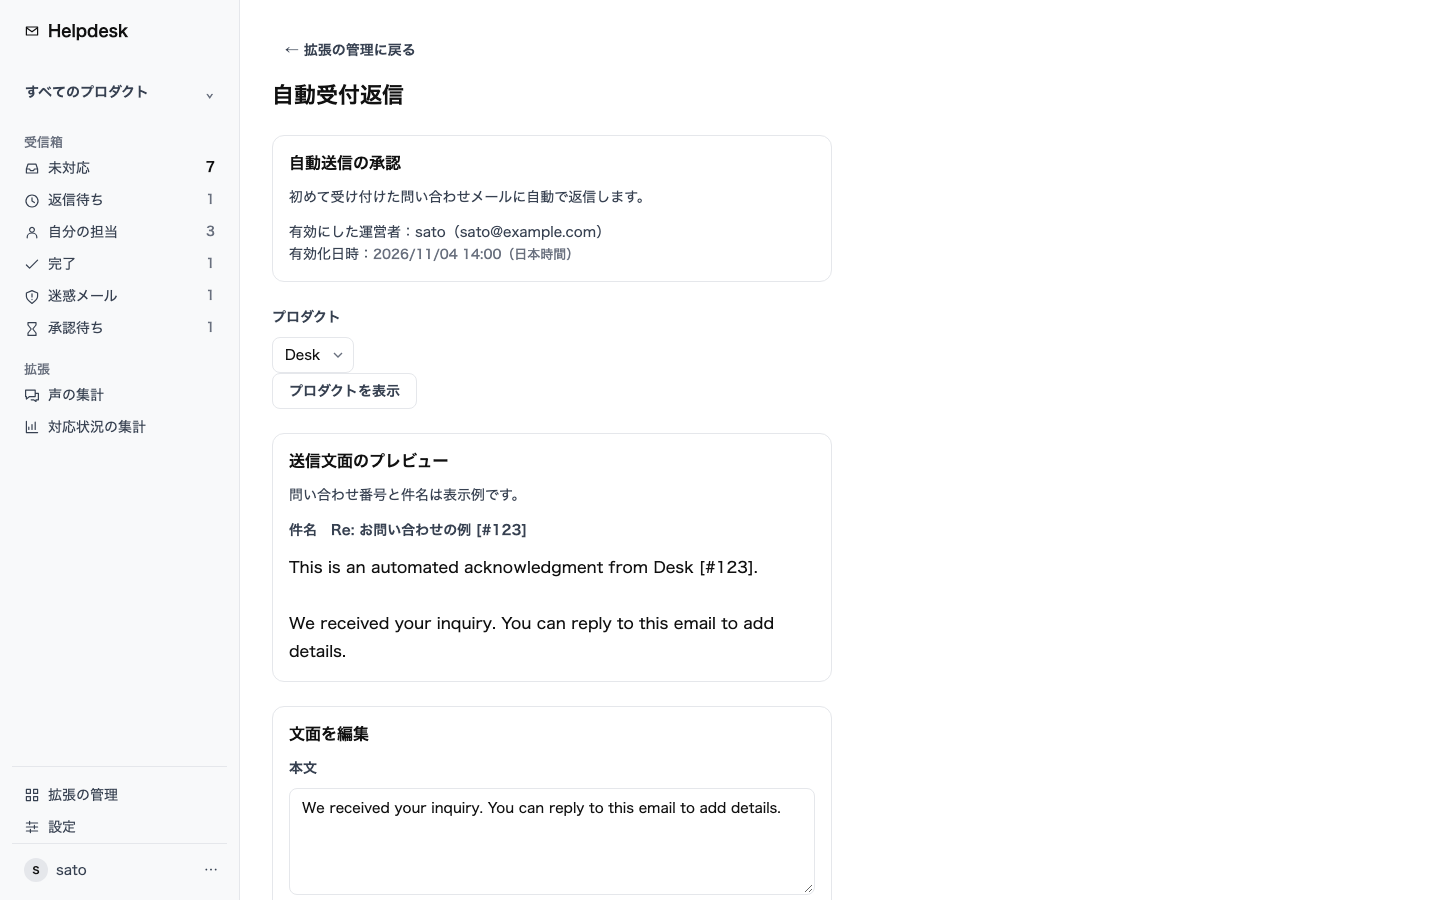 Helpdesk
すべてのプロダクト
受信箱
未対応 7
返信待ち 1
自分の担当 3
完了 1
迷惑メール 1
承認待ち 1
拡張
声の集計
対応状況の集計
拡張の管理
設定
S sato ...
← 拡張の管理に戻る
自動受付返信
自動送信の承認
初めて受け付けた問い合わせメールに自動で返信します。
有効にした運営者：sato（sato@example.com）
有効化日時：2026/11/04 14:00（日本時間）
プロダクト
Desk
プロダクトを表示
送信文面のプレビュー
問い合わせ番号と件名は表示例です。
件名　Re: お問い合わせの例 [#123]
This is an automated acknowledgment from Desk [#123].
We received your inquiry. You can reply to this email to add
details.
文面を編集
本文
We received your inquiry. You can reply to this email to add details.